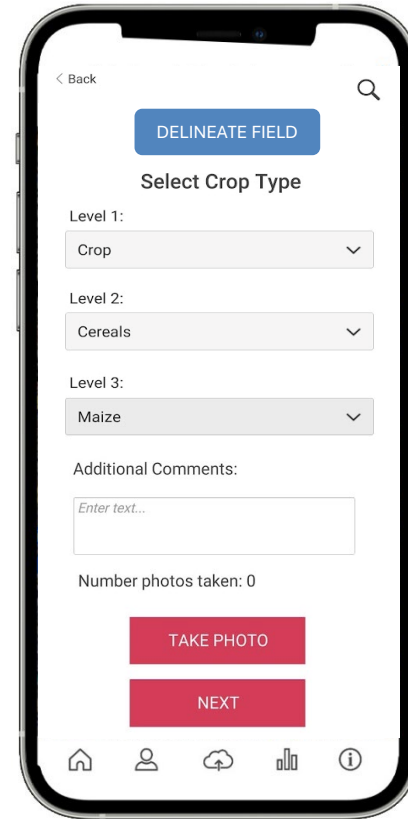 Back
DELINEATE FIELD
Select Crop Type
Level 1:
Crop
Level 2:
Cereals
Level 3:
Maize
Additional Comments:
Enter text...
Number photos taken: 0
TAKE PHOTO
NEXT